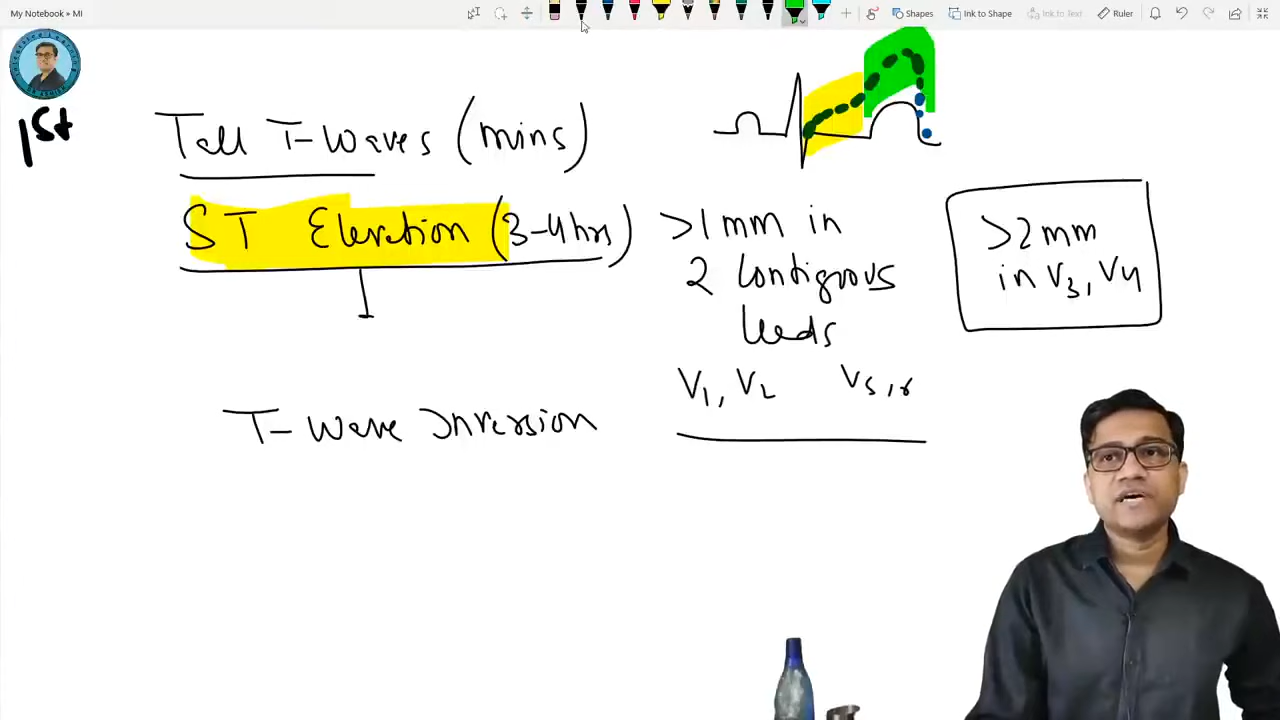 My Notebook » MI
Shapes
Ink to Shape
Ink to Text
Ruler
1st
Tall T-Waves (mins)
ST Elevation (3-4hrs)
>1mm in
2 Contiguous
leads
V1, V2 V5,6
>2mm
in V3, V4
T-Wave Inversion